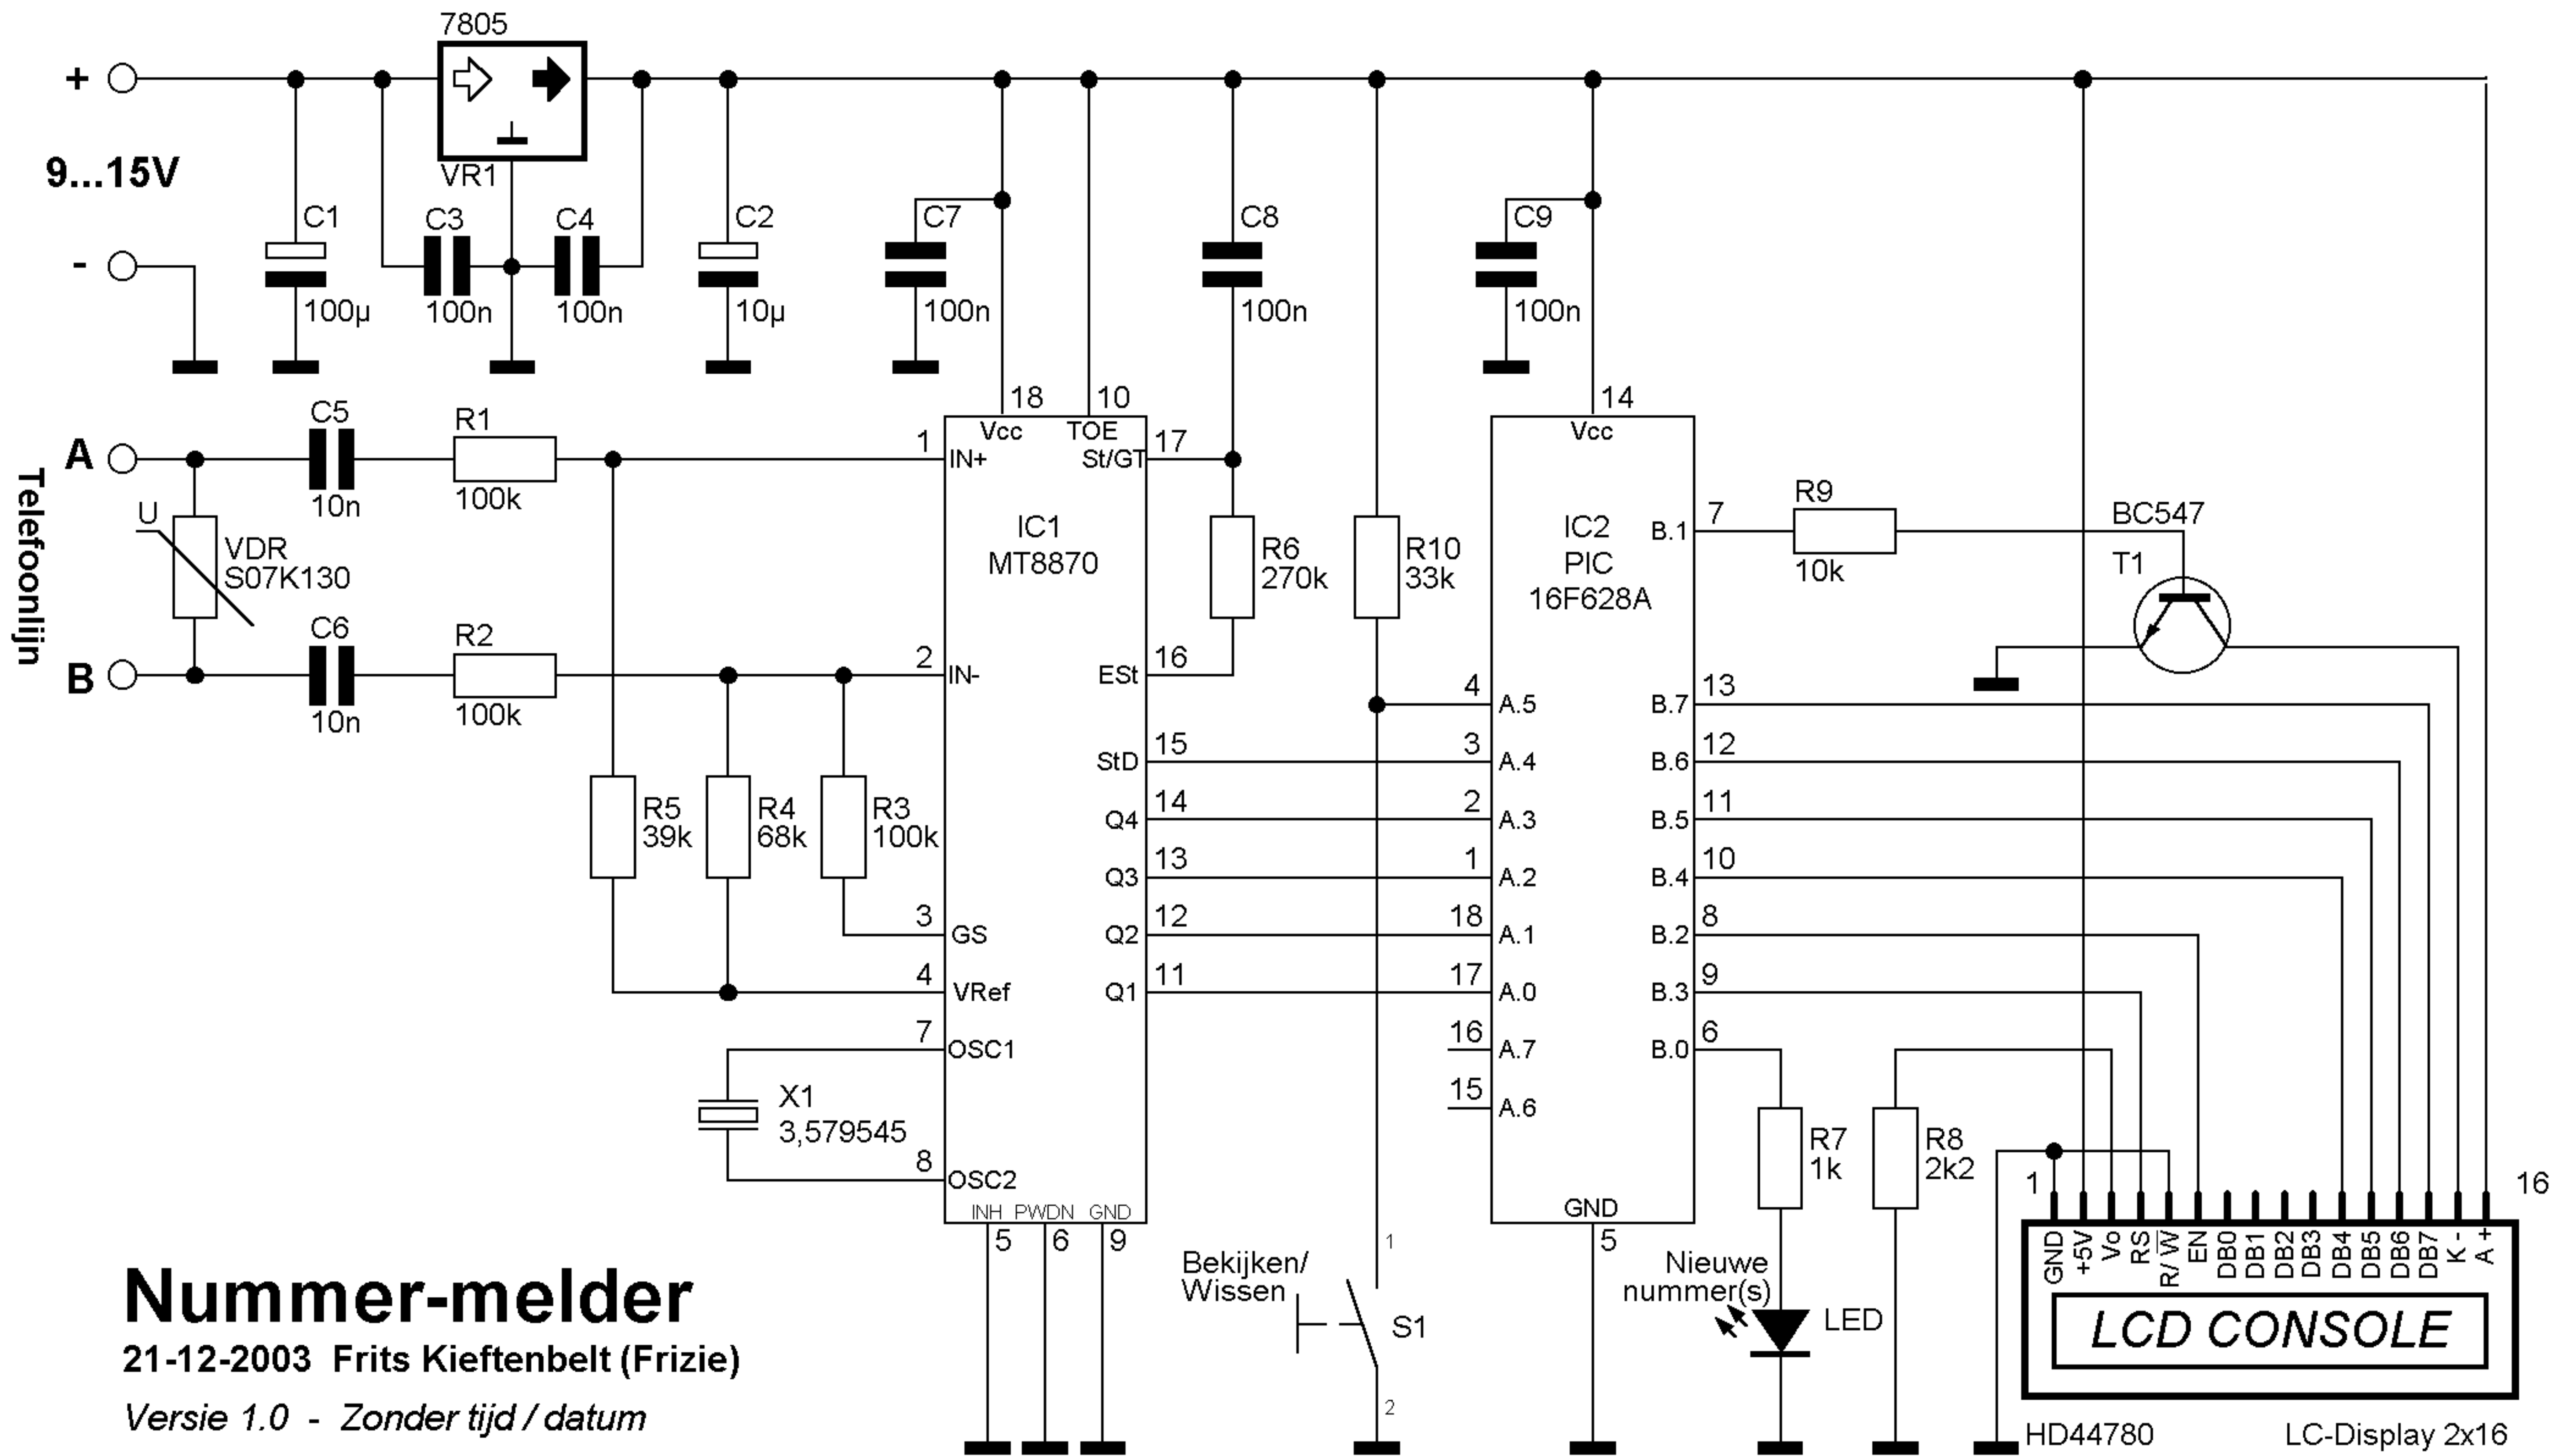 7805
+
9...15V
-
VR1
C1
100µ
C3
100n
C4
100n
C2
10µ
C7
100n
C8
100n
C9
100n
Telefoonlijn
A
B
U
VDR
S07K130
C5
10n
R1
100k
C6
10n
R2
100k
R5
39k
R4
68k
R3
100k
X1
3,579545
18
10
Vcc
TOE
1
IN+
St/GT
17
IC1
MT8870
2
IN-
ESt
16
StD
15
Q4
14
Q3
13
3
GS
Q2
12
4
VRef
Q1
11
7
OSC1
8
OSC2
INH
PWDN
GND
5
6
9
R6
270k
R10
33k
14
Vcc
IC2
PIC
16F628A
B.1
7
4
A.5
B.7
13
3
A.4
B.6
12
2
A.3
B.5
11
1
A.2
B.4
10
18
A.1
B.2
8
17
A.0
B.3
9
16
A.7
B.0
6
15
A.6
GND
5
R9
10k
BC547
T1
R7
1k
R8
2k2
Bekijken/
Wissen
1
S1
2
Nieuwe
nummer(s)
LED
1
16
GND
+5V
Vo
RS
R/W
EN
DB0
DB1
DB2
DB3
DB4
DB5
DB6
DB7
K -
A +
LCD CONSOLE
HD44780
LC-Display 2x16
Nummer-melder
21-12-2003 Frits Kieftenbelt (Frizie)
Versie 1.0 - Zonder tijd / datum